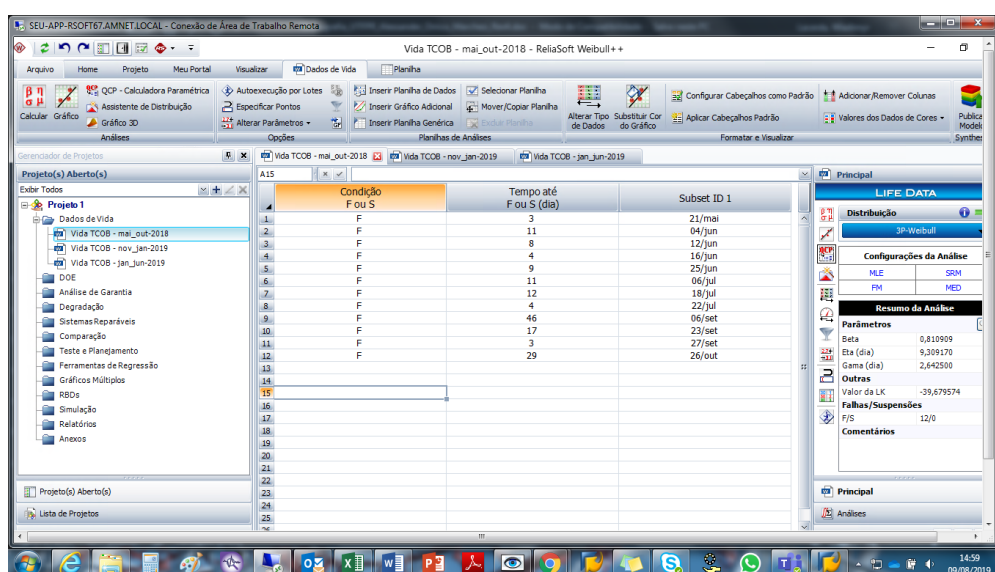 SEU-APP-RSOFT67.AMNET.LOCAL - Conexão de Área de Trabalho Remota
Vida TCOB - mai_out-2018 - ReliaSoft Weibull++
Arquivo Home Projeto Meu Portal Visualizar Dados de Vida Planilha
β η σ μ QCP - Calculadora Paramétrica Autoexecução por Lotes Inserir Planilha de Dados Selecionar Planilha Configurar Cabeçalhos como Padrão Adicionar/Remover Colunas
Assistente de Distribuição Especificar Pontos Inserir Gráfico Adicional Mover/Copiar Planilha
Calcular Gráfico Gráfico 3D Alterar Parâmetros Inserir Planilha Genérica Excluir Planilha Alterar Tipo de Dados Substituir Cor do Gráfico Aplicar Cabeçalhos Padrão Valores dos Dados de Cores
Análises Opções Planilhas de Análises Formatar e Visualizar
Gerenciador de Projetos Vida TCOB - mai_out-2018 Vida TCOB - nov_jan-2019 Vida TCOB - jan_jun-2019
Projeto(s) Aberto(s) A15 Principal
Exibir Todos
Condição F ou S Tempo até F ou S (dia) Subset ID 1
1 F 3 21/mai
2 F 11 04/jun
3 F 8 12/jun
4 F 4 16/jun
5 F 9 25/jun
6 F 11 06/jul
7 F 12 18/jul
8 F 4 22/jul
9 F 46 06/set
10 F 17 23/set
11 F 3 27/set
12 F 29 26/out
13
14
15
16
17
18
19
20
21
22
23
24
25
Projeto 1
Dados de Vida
Vida TCOB - mai_out-2018
Vida TCOB - nov_jan-2019
Vida TCOB - jan_jun-2019
DOE
Análise de Garantia
Degradação
Sistemas Reparáveis
Comparação
Teste e Planejamento
Ferramentas de Regressão
Gráficos Múltiplos
RBDs
Simulação
Relatórios
Anexos
Projeto(s) Aberto(s)
Lista de Projetos
LIFE DATA
Distribuição
3P-Weibull
Configurações da Análise
MLE SRM
FM MED
Resumo da Análise
Parâmetros
Beta 0,810909
Eta (dia) 9,309170
Gama (dia) 2,642500
Outras
Valor da LK -39,679574
Falhas/Suspensões
F/S 12/0
Comentários
Principal
Análises
14:59
09/08/2019